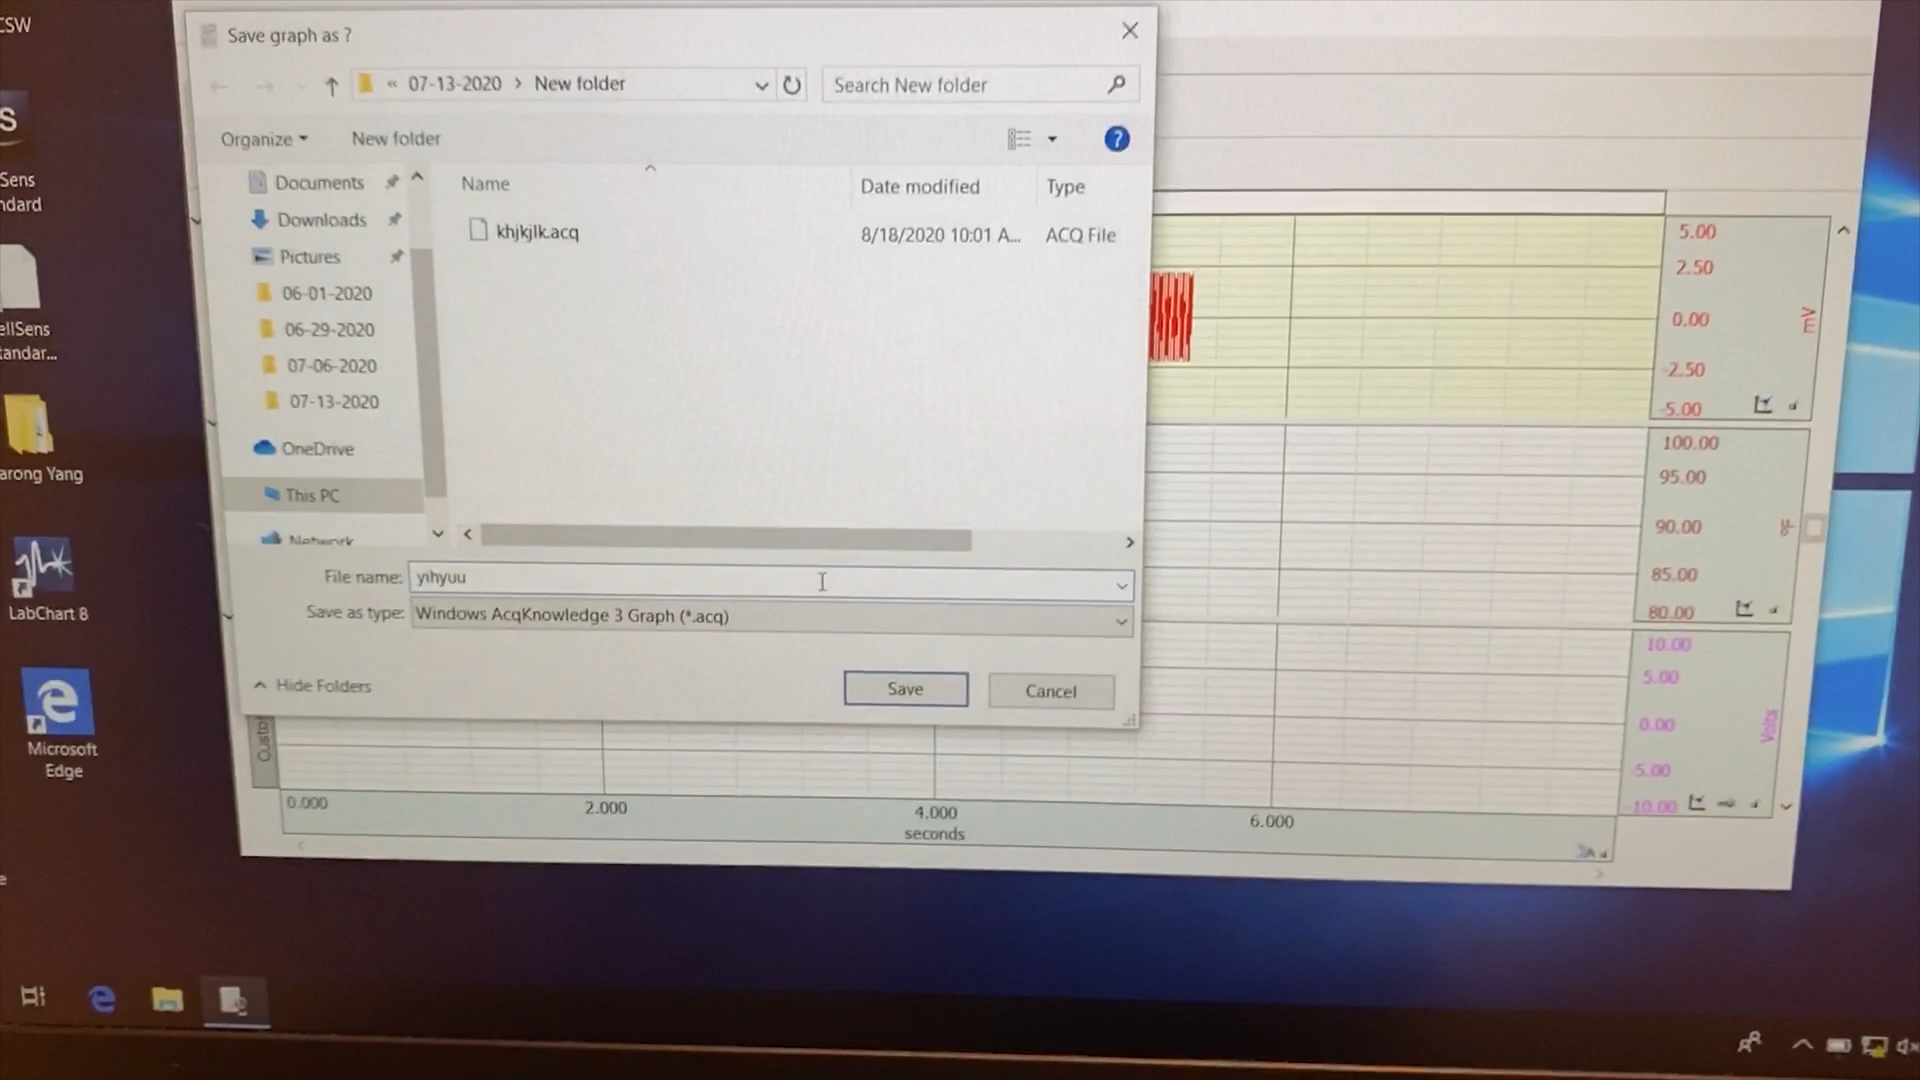 CSW
Save graph as ?
« 07-13-2020 > New folder
Search New folder
Organize
New folder
?
S
Sens
ndard
Documents
Downloads
Pictures
06-01-2020
06-29-2020
07-06-2020
07-13-2020
OneDrive
This PC
Network
Name
Date modified
Type
khjkjlk.acq
8/18/2020 10:01 A...
ACQ File
ellSens
tandar...
arong Yang
LabChart 8
Microsoft
Edge
File name:
yihyuu
Save as type:
Windows AcqKnowledge 3 Graph (*.acq)
Hide Folders
Save
Cancel
5.00
2.50
0.00
-2.50
-5.00
mV
100.00
95.00
90.00
85.00
80.00
°F
10.00
5.00
0.00
-5.00
-10.00
Volts
Custo
0.000
2.000
4.000
6.000
seconds